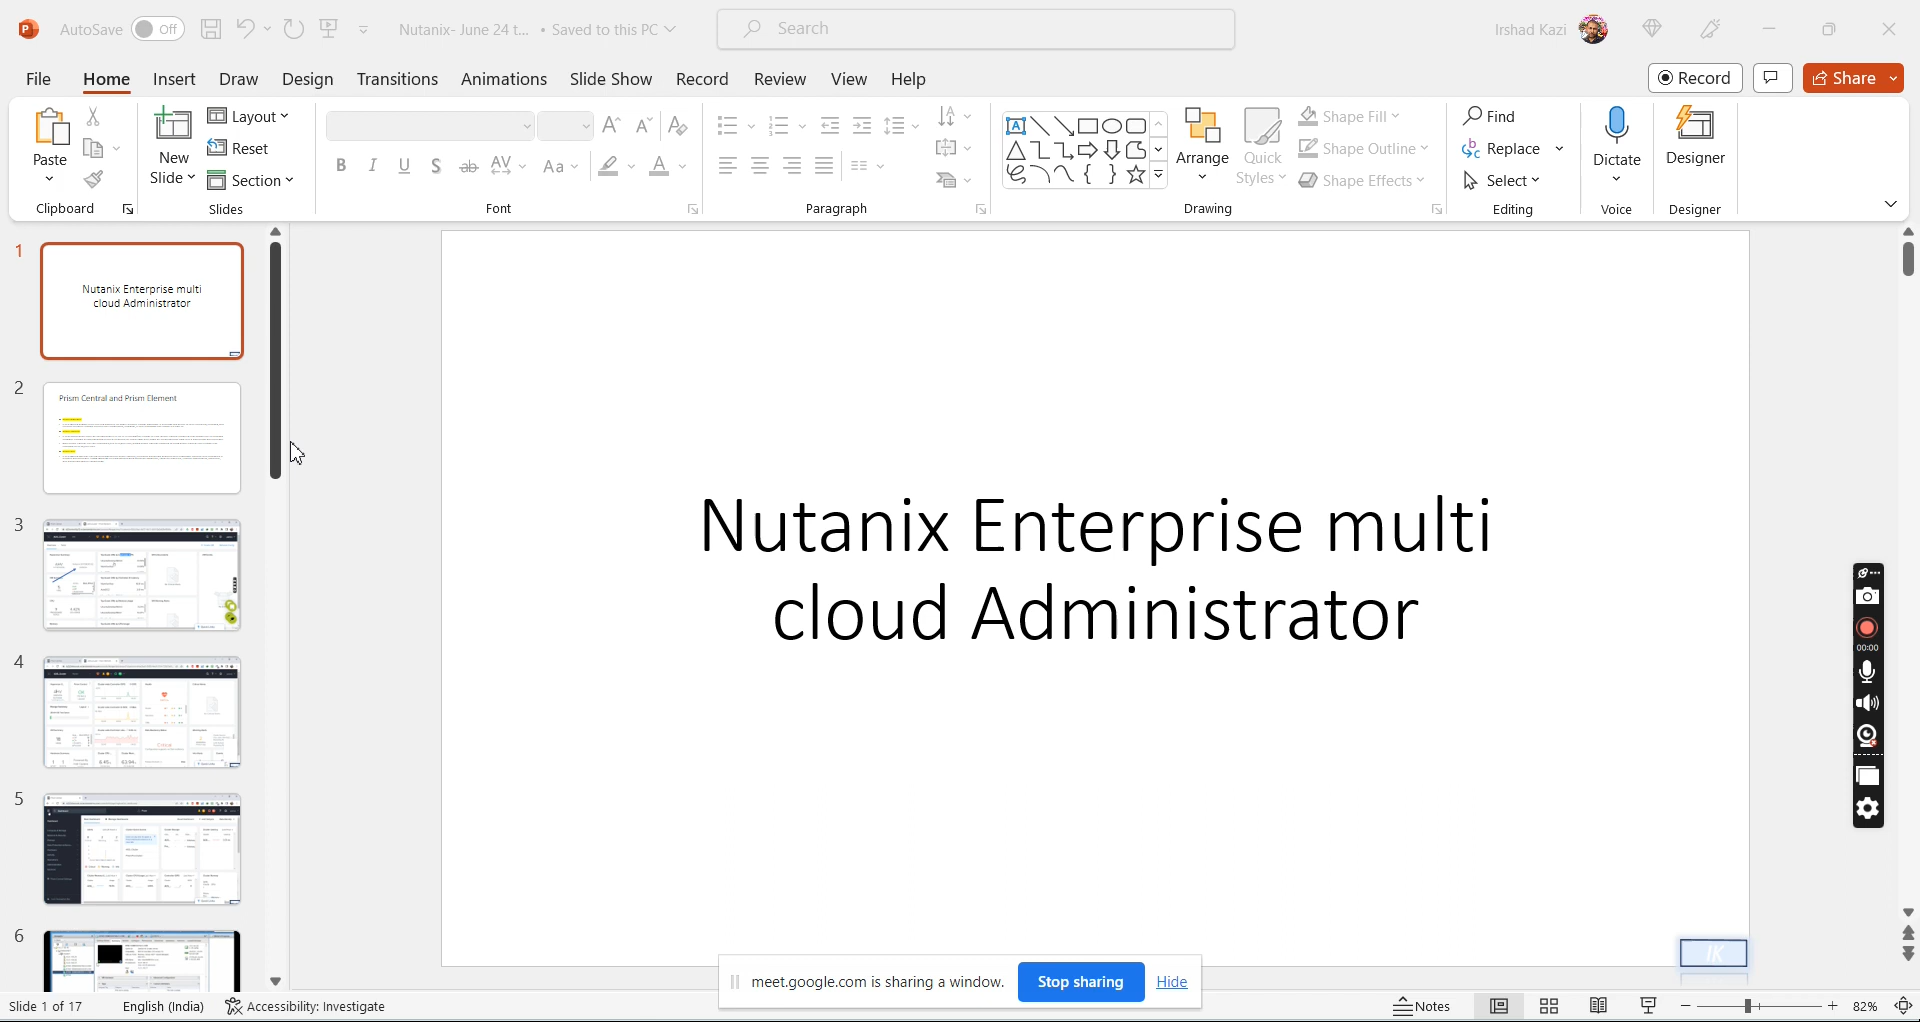 AutoSave Off Nutanix- June 24 t... • Saved to this PC Search Irshad Kazi
File Home Insert Draw Design Transitions Animations Slide Show Record Review View Help Record Share
Paste New Slide Layout Reset Section
Clipboard Slides Font Paragraph Drawing Editing Voice Designer
Arrange Quick Styles Shape Fill Shape Outline Shape Effects
Find Replace Select Dictate Designer
1
Nutanix Enterprise multi
cloud Administrator
2
Prism Central and Prism Element
3
4
5
6
Nutanix Enterprise multi
cloud Administrator
IK
00:00
meet.google.com is sharing a window. Stop sharing Hide
Slide 1 of 17 English (India) Accessibility: Investigate Notes 82%